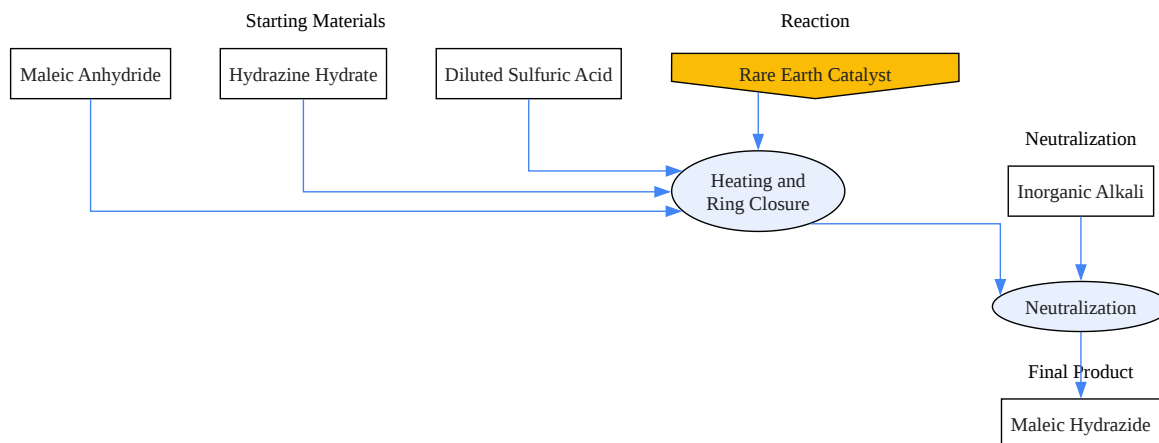 Starting Materials
Reaction
Maleic Anhydride
Hydrazine Hydrate
Diluted Sulfuric Acid
Rare Earth Catalyst
Neutralization
Heating and
Ring Closure
Inorganic Alkali
Neutralization
Final Product
Maleic Hydrazide